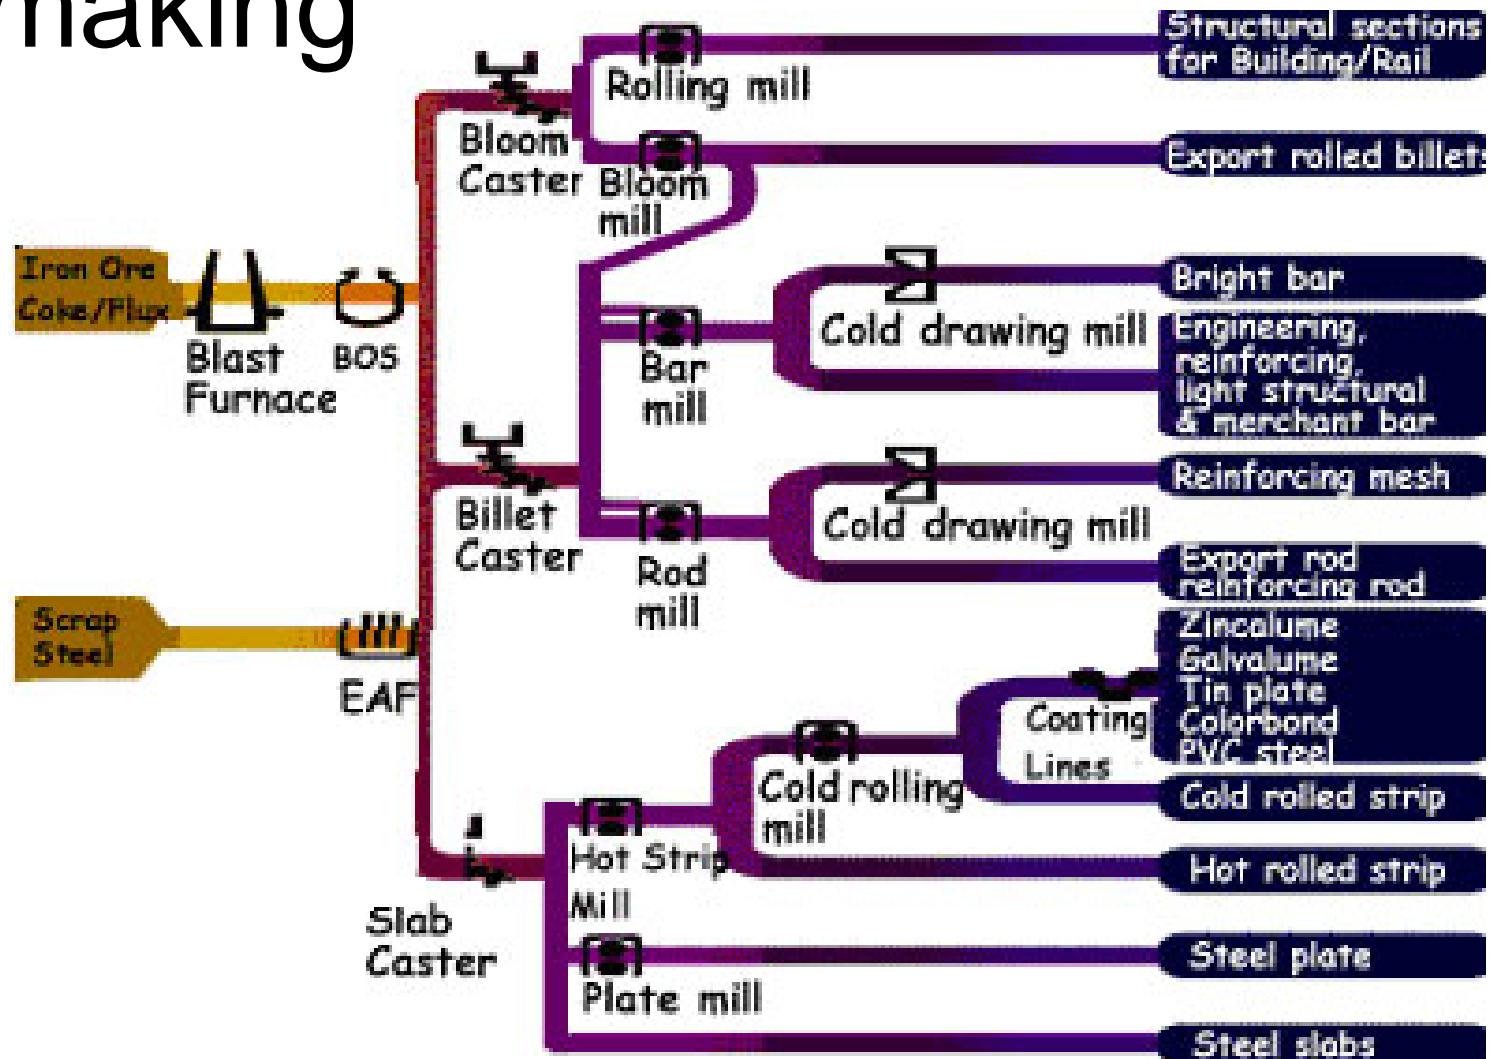 making
Structural sections
for Building/Rail
Rolling mill
Bloom
Caster
Export rolled billets
Bloom
mill
Iron Ore
Coke/Flux
Blast
Furnace
BOS
Bright bar
Cold drawing mill
Engineering,
reinforcing,
light structural
& merchant bar
Bar
mill
Reinforcing mesh
Billet
Caster
Cold drawing mill
Export rod
reinforcing rod
Rod
mill
Scrap
Steel
EAF
Zincalume
Galvalume
Tin plate
Colorbond
PVC steel
Coating
Lines
Cold rolling
mill
Cold rolled strip
Hot Strip
Mill
Hot rolled strip
Slab
Caster
Steel plate
Plate mill
Steel slabs